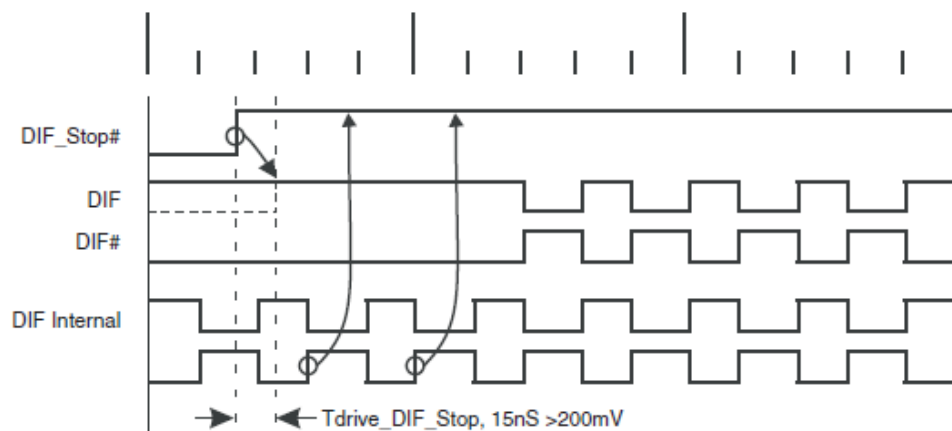 DIF_Stop#
DIF
DIF#
DIF Internal
Tdrive_DIF_Stop, 15nS >200mV